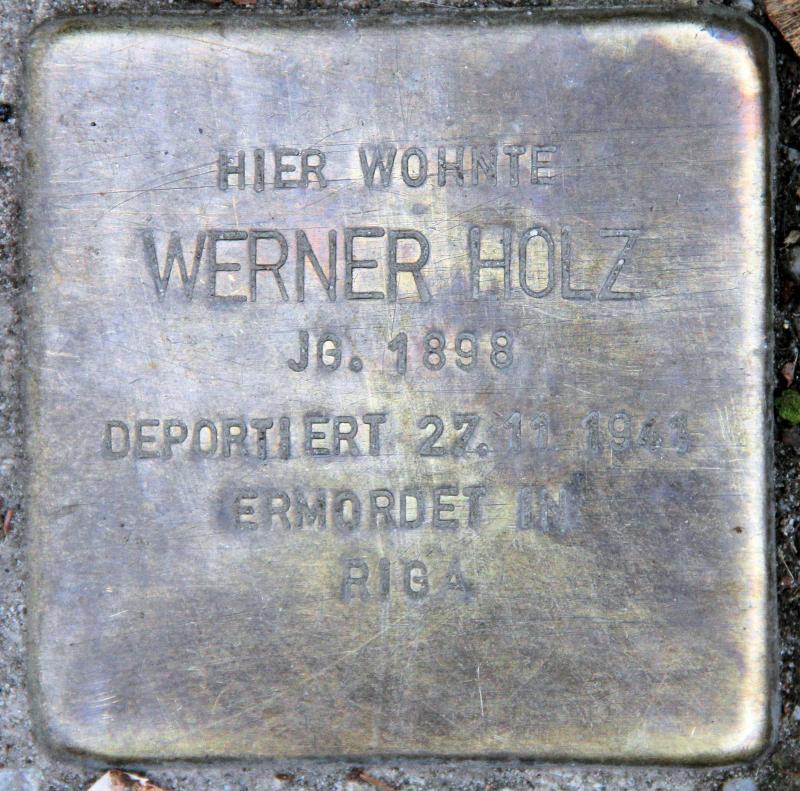 HIER WOHNTE
WERNER HOLZ
JG. 1898
DEPORTIERT 27.11.1941
ERMORDET IN
RIGA